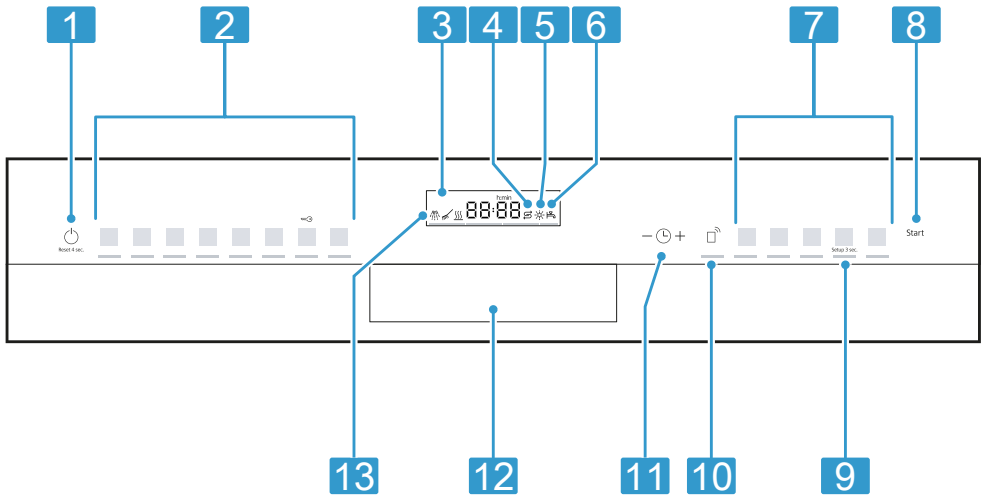 1 2 3 4 5 6 7 8
h:min
88:88
Reset 4 sec.
Start
Setup 3 sec.
− +
13 12 11 10 9